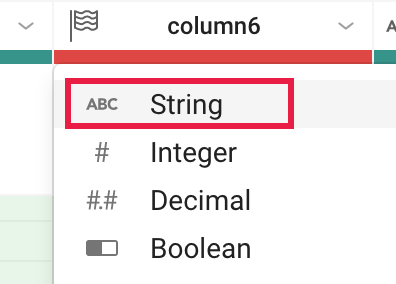 column6
A
ABC String
# Integer
#.# Decimal
Boolean